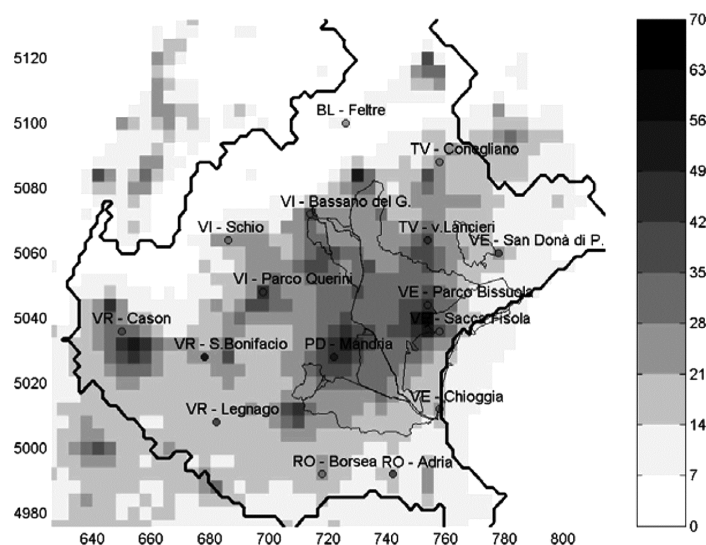 5120
5100
5080
5060
5040
5020
5000
4980
640
660
680
700
720
740
760
780
800
BL - Feltre
TV - Conegliano
VI - Bassano del G.
VI - Schio
TV - v.Lancieri
VE - San Donà di P.
VI - Parco Querini
VE - Parco Bissuola
VR - Cason
VE - Sacca Fisola
VR - S.Bonifacio
PD - Mandria
VR - Legnago
VE - Chioggia
RO - Borsea
RO - Adria
70
63
56
49
42
35
28
21
14
7
0